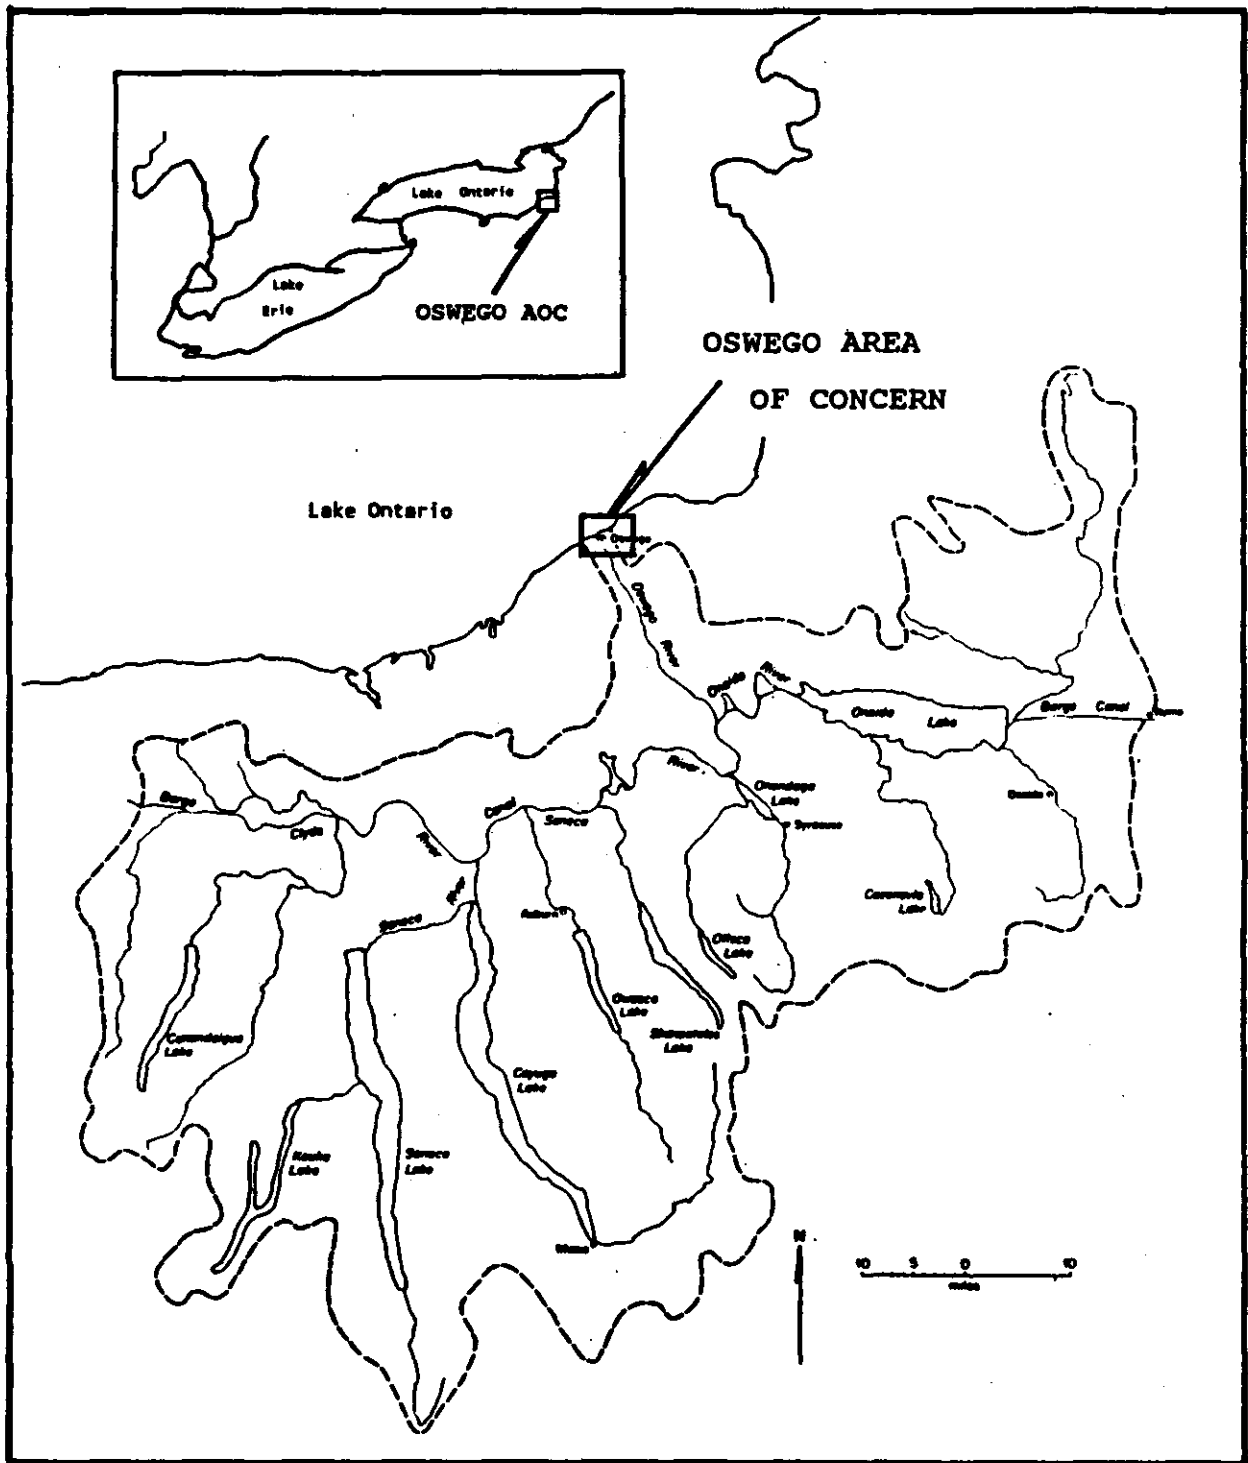 Lake Ontario
Lake
Erie
OSWEGO AOC
OSWEGO AREA
OF CONCERN
Lake Ontario
Oswego
Oswego
River
Oneida
River
Oneida
Lake
Barge Canal
Rome
River
Onondaga
Lake
Syracuse
Oneida
Barge
Clyde
River
Canal
Seneca
Cazenovia
Lake
River
Seneca
Auburn
Otisco
Lake
Owasco
Lake
Skaneateles
Lake
Canandaigua
Lake
Cayuga
Lake
Keuka
Lake
Seneca
Lake
N
10 5 0 10
miles